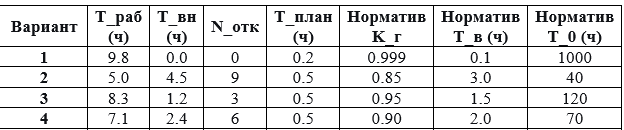 Вариант T_раб (ч) T_вн (ч) N_отк T_план (ч) Норматив K_г Норматив T_в (ч) Норматив T_0 (ч)
1 9.8 0.0 0 0.2 0.999 0.1 1000
2 5.0 4.5 9 0.5 0.85 3.0 40
3 8.3 1.2 3 0.5 0.95 1.5 120
4 7.1 2.4 6 0.5 0.90 2.0 70